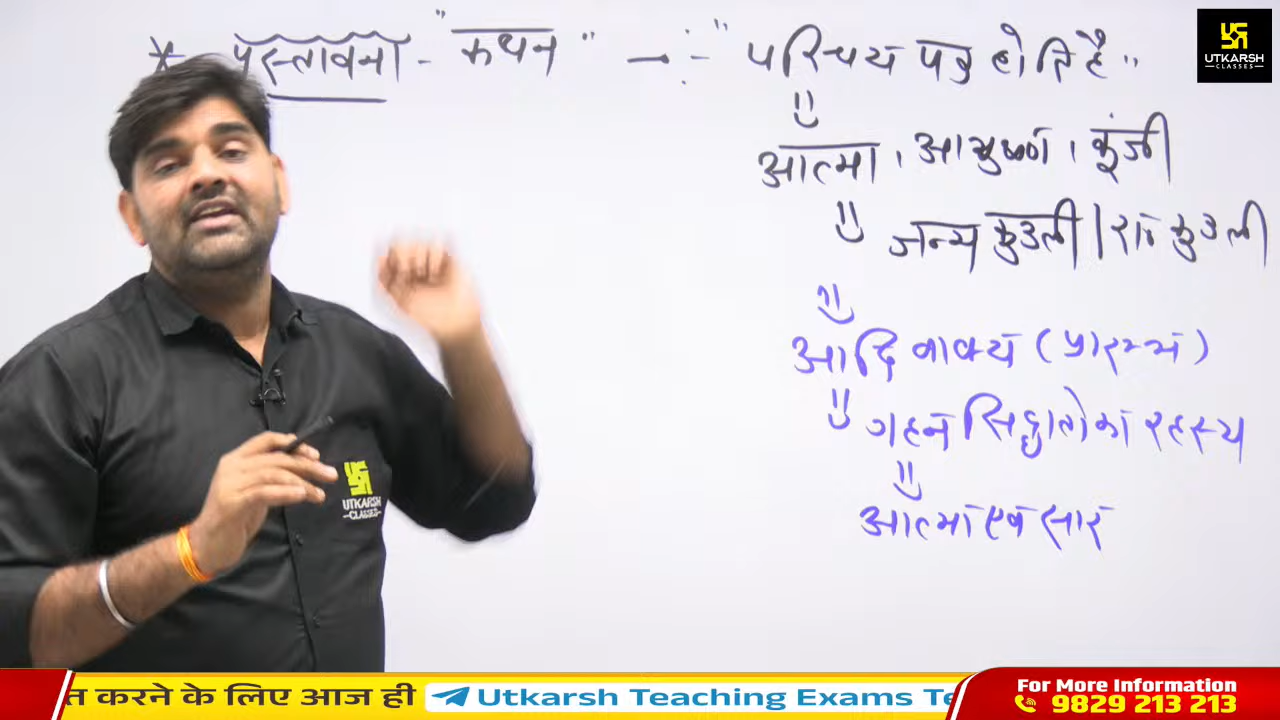 * प्रस्तावना - "कथन" → :- "परिचय पत्र होति है"
आत्मा, आभुषण, कुंजी
जन्म कुडली | राज कुडली
आदि वाक्य (प्रारम्भ)
गहन सिद्धातो का रहस्य
आत्मा एवं सार
UTKARSH
CLASSES
UTKARSH
CLASSES
त करने के लिए आज ही
Utkarsh Teaching Exams Te
For More Information
9829 213 213